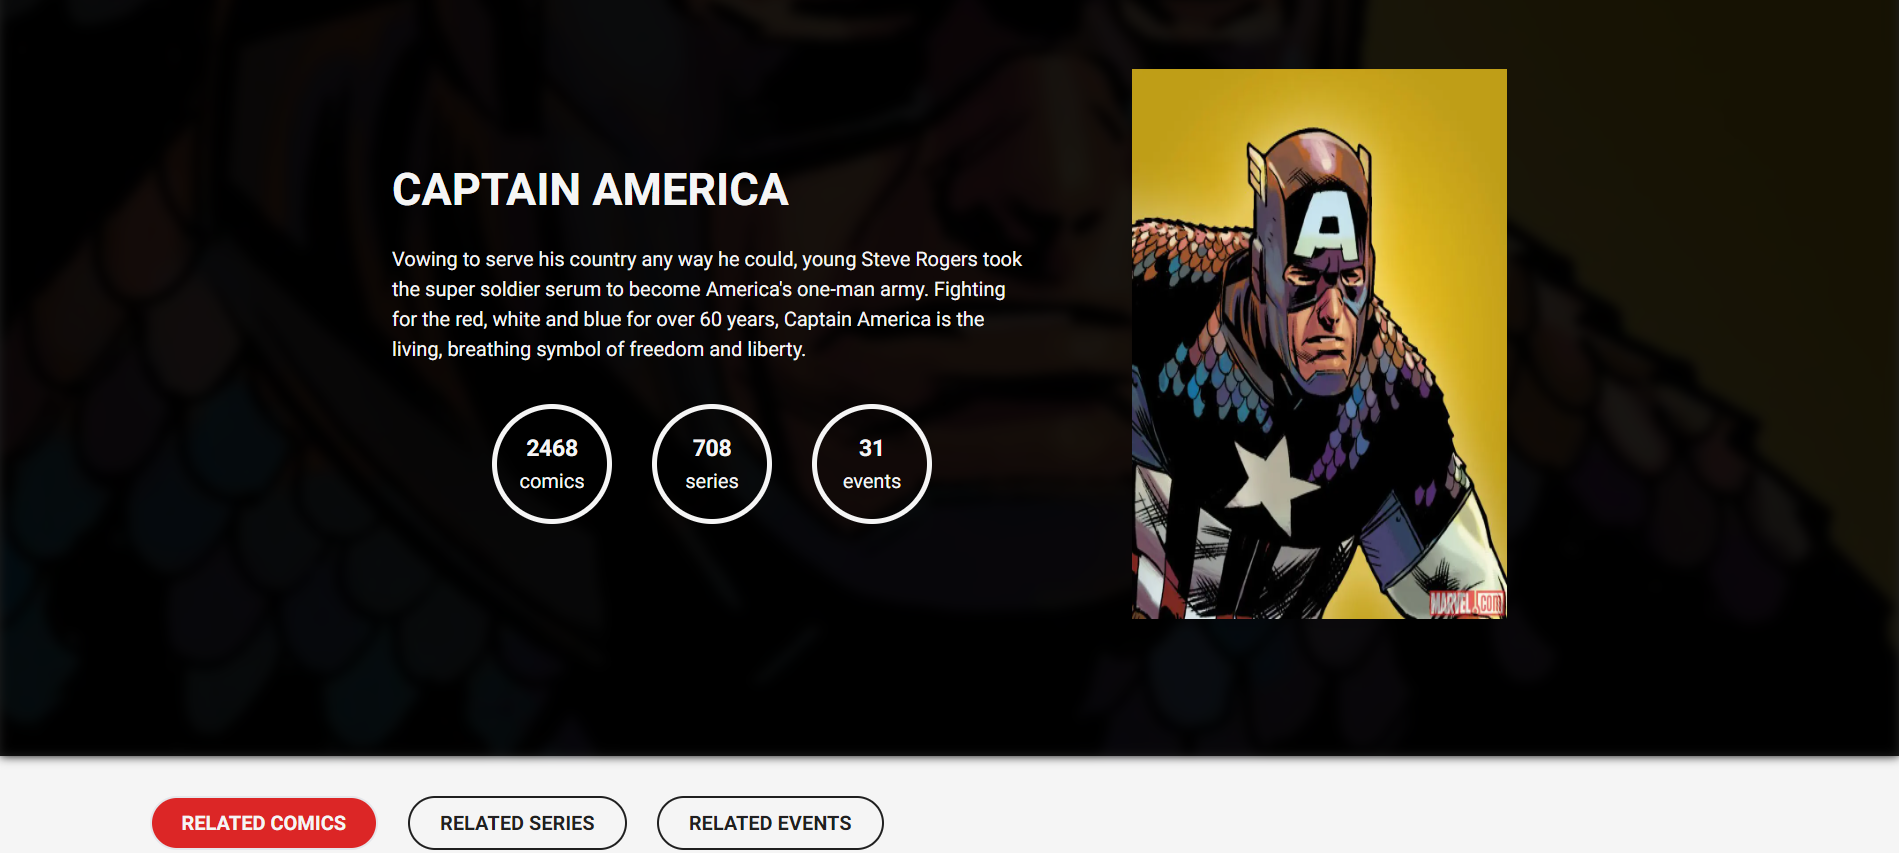 CAPTAIN AMERICA
Vowing to serve his country any way he could, young Steve Rogers took
the super soldier serum to become America's one-man army. Fighting
for the red, white and blue for over 60 years, Captain America is the
living, breathing symbol of freedom and liberty.
2468
comics
708
series
31
events
A
MARVEL.com
RELATED COMICS
RELATED SERIES
RELATED EVENTS